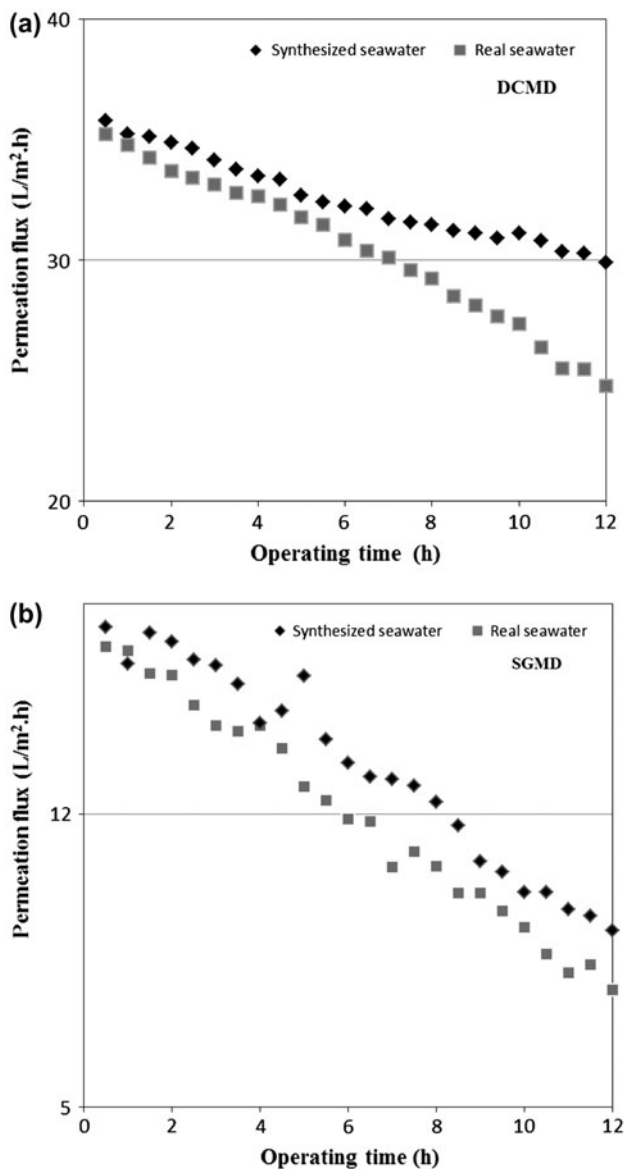 (a)
40
Synthesized seawater
Real seawater
DCMD
Permeation flux (L/m².h)
30
20
0 2 4 6 8 10 12
Operating time (h)
(b)
Synthesized seawater
Real seawater
SGMD
Permeation flux (L/m².h)
12
5
0 2 4 6 8 10 12
Operating time (h)